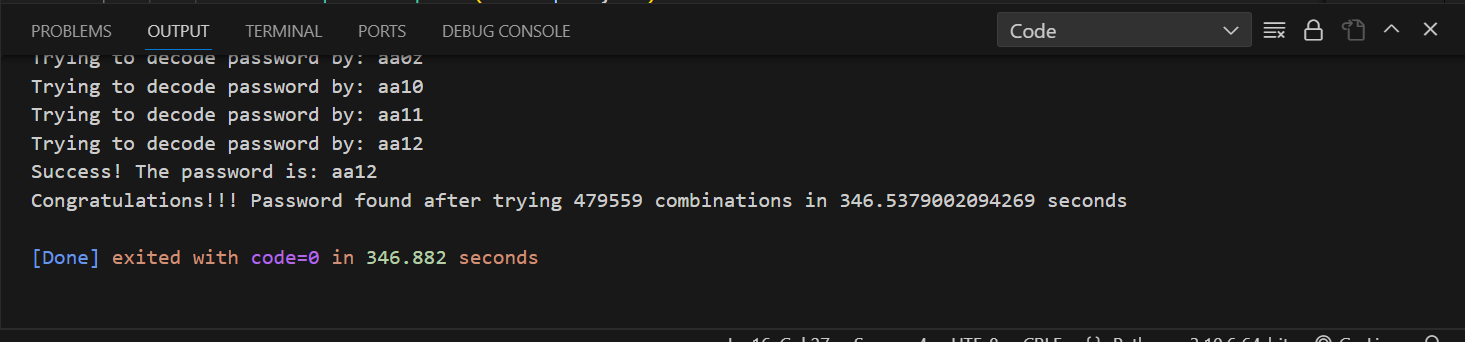 PROBLEMS OUTPUT TERMINAL PORTS DEBUG CONSOLE Code
Trying to decode password by: aa0z
Trying to decode password by: aa10
Trying to decode password by: aa11
Trying to decode password by: aa12
Success! The password is: aa12
Congratulations!!! Password found after trying 479559 combinations in 346.5379002094269 seconds
[Done] exited with code=0 in 346.882 seconds